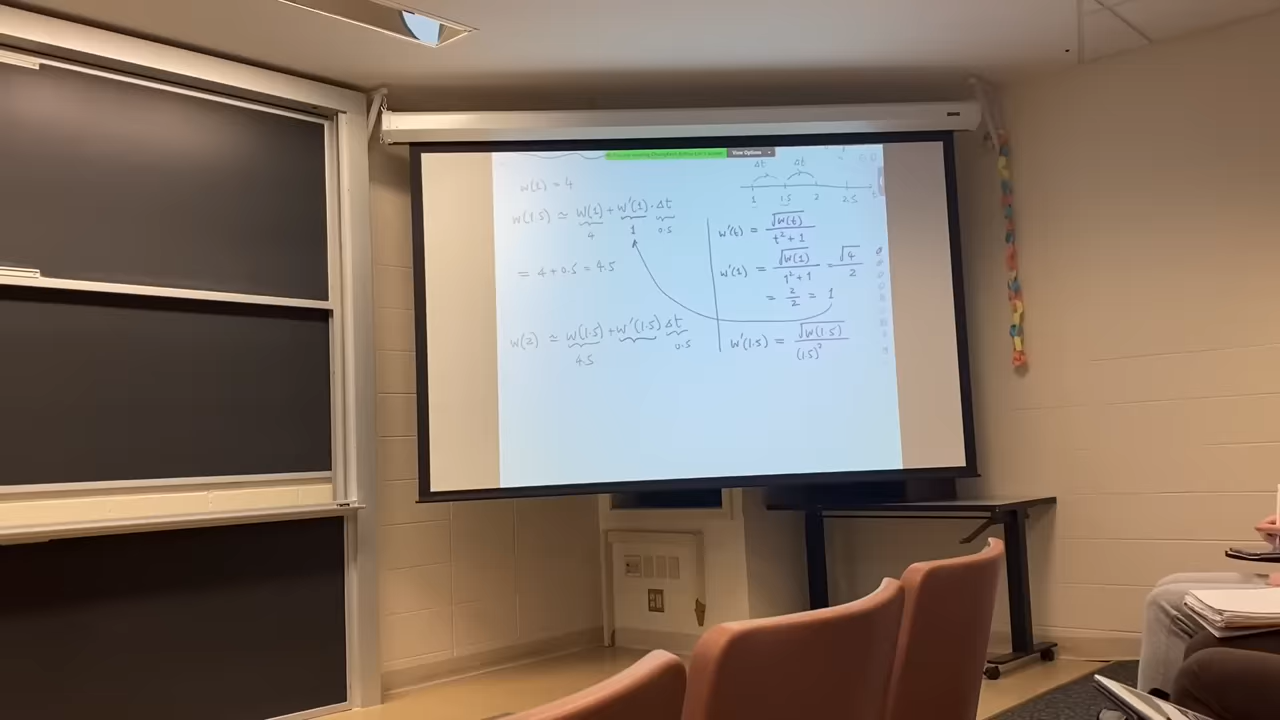 View Options
w(1) = 4
w(1.5) ≃ w(1) + w'(1) · Δt
4 1 0.5
= 4 + 0.5 = 4.5
w(2) ≃ w(1.5) + w'(1.5) Δt
4.5 0.5
Δt Δt
1 1.5 2 2.5 t
w'(t) = √w(t) / t² + 1
w'(1) = √w(1) / 1² + 1 = √4 / 2
= 2/2 = 1
w'(1.5) = √w(1.5) / (1.5)²